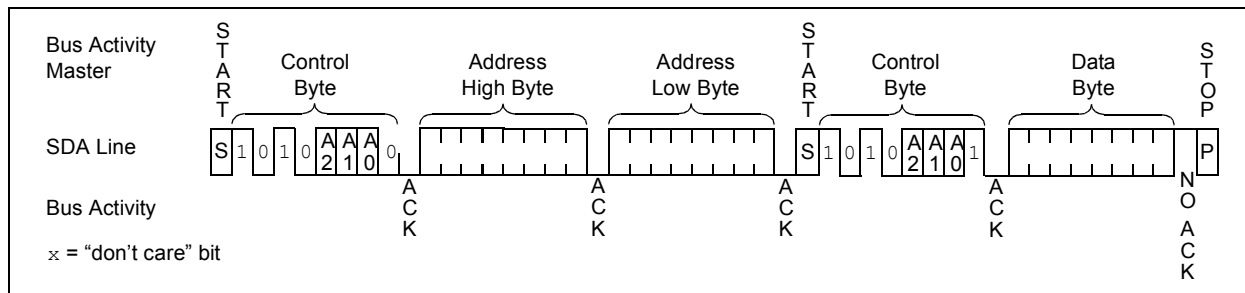 Bus Activity
Master
START
Control
Byte
Address
High Byte
Address
Low Byte
START
Control
Byte
Data
Byte
STOP
SDA Line
S 1 0 1 0 A2 A1 A0 0
S 1 0 1 0 A2 A1 A0 1
P
Bus Activity
ACK
ACK
ACK
ACK
NO ACK
x = “don’t care” bit